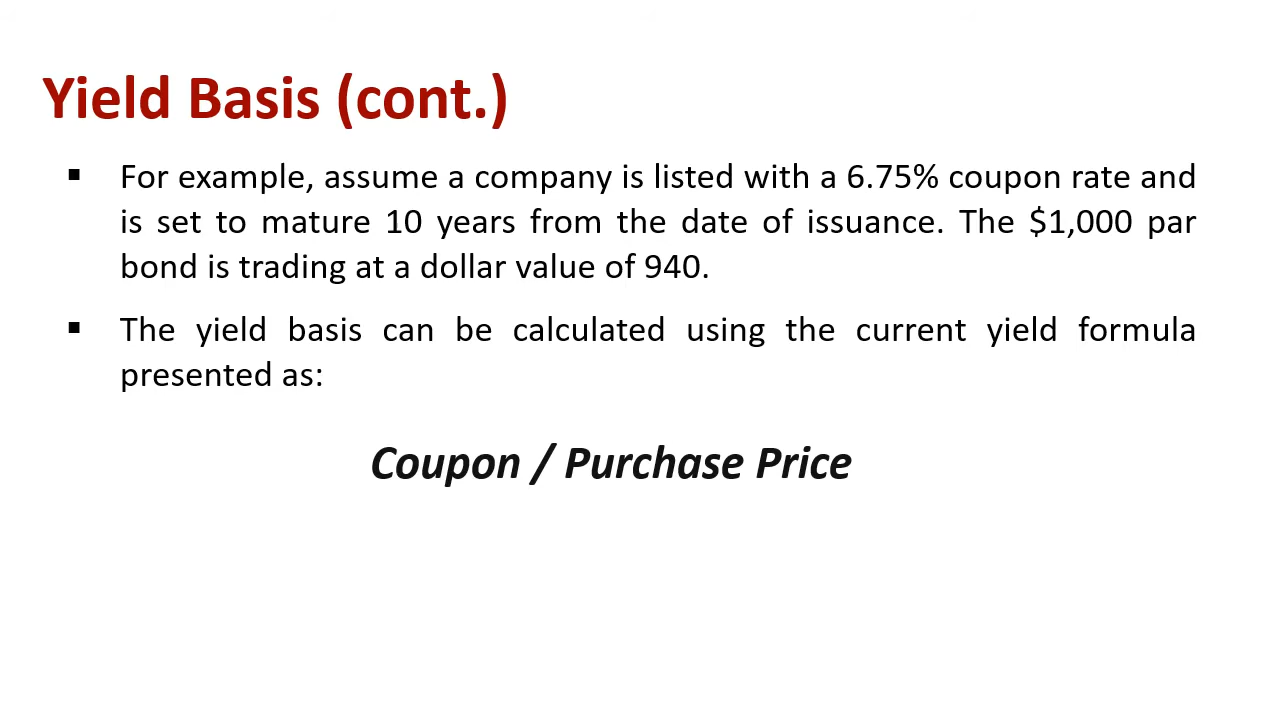 Yield Basis (cont.)
▪ For example, assume a company is listed with a 6.75% coupon rate and
is set to mature 10 years from the date of issuance. The $1,000 par
bond is trading at a dollar value of 940.
▪ The yield basis can be calculated using the current yield formula
presented as:
Coupon / Purchase Price